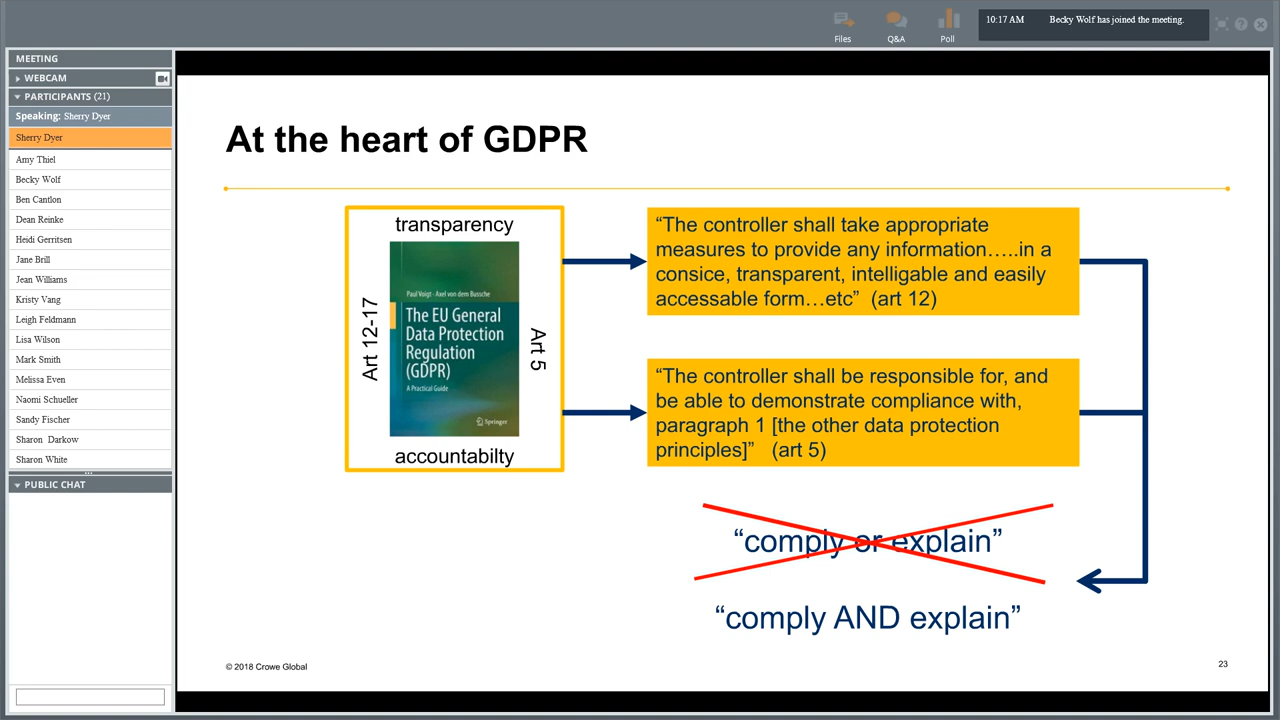 Files
Q&A
Poll
10:17 AM Becky Wolf has joined the meeting.
MEETING
WEBCAM
PARTICIPANTS (21)
Speaking: Sherry Dyer
Sherry Dyer
Amy Thiel
Becky Wolf
Ben Cantlon
Dean Reinke
Heidi Gerritsen
Jane Brill
Jean Williams
Kristy Vang
Leigh Feldmann
Lisa Wilson
Mark Smith
Melissa Even
Naomi Schueller
Sandy Fischer
Sharon Darkow
Sharon White
PUBLIC CHAT
At the heart of GDPR
transparency
Art 12-17
Paul Voigt · Axel von dem Bussche
The EU General
Data Protection
Regulation
(GDPR)
A Practical Guide
Springer
Art 5
accountabilty
“The controller shall take appropriate
measures to provide any information…..in a
consice, transparent, intelligable and easily
accessable form…etc” (art 12)
“The controller shall be responsible for, and
be able to demonstrate compliance with,
paragraph 1 [the other data protection
principles]” (art 5)
“comply or explain”
“comply AND explain”
© 2018 Crowe Global
23